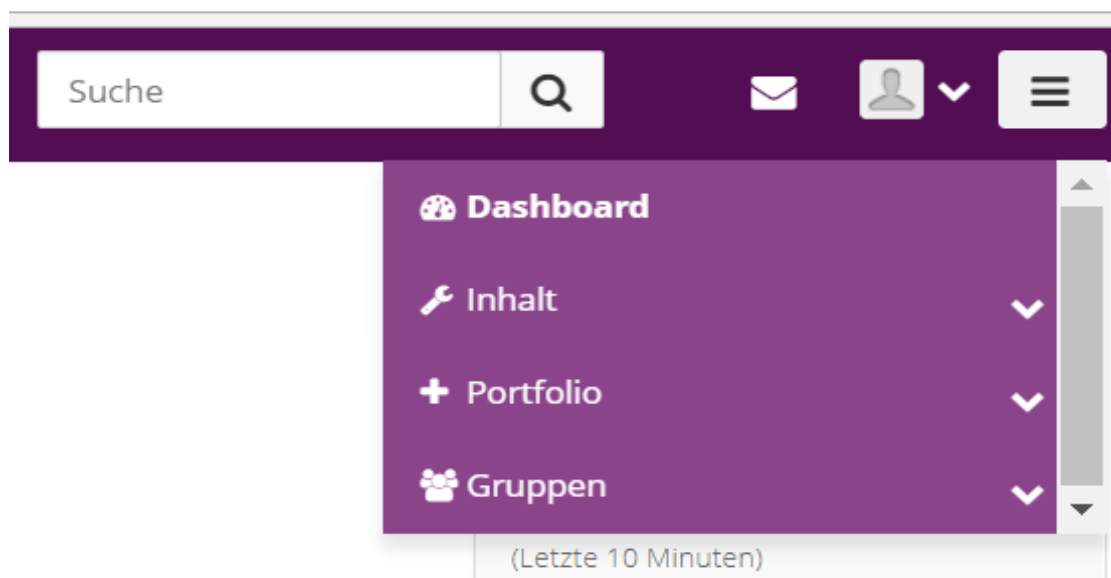 Suche
Dashboard
Inhalt
Portfolio
Gruppen
(Letzte 10 Minuten)